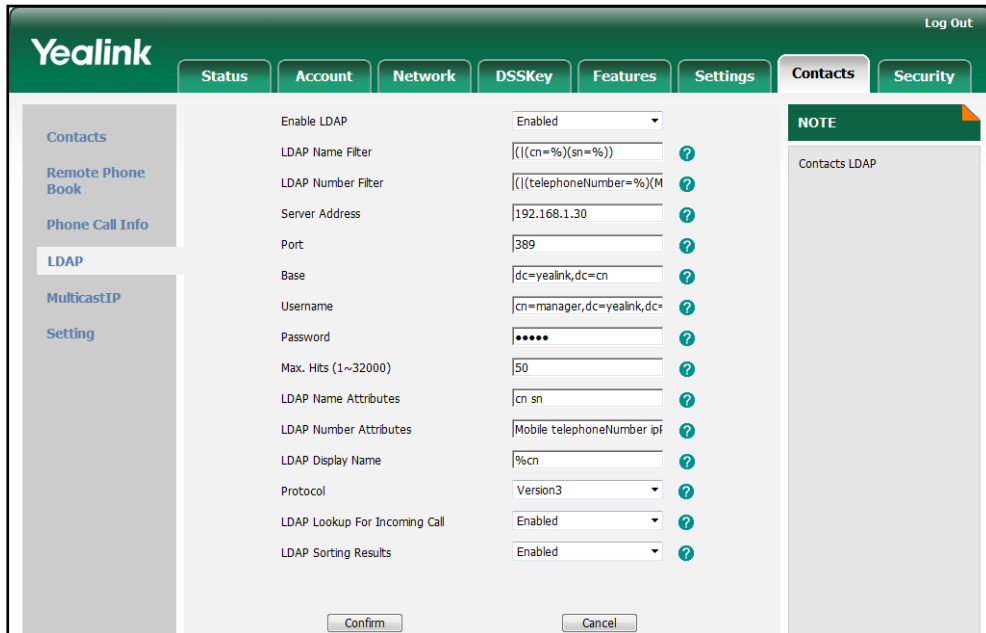 Log Out
Yealink
Status Account Network DSSKey Features Settings Contacts Security
Contacts
Remote Phone
Book
Phone Call Info
LDAP
MulticastIP
Setting
Enable LDAP Enabled
LDAP Name Filter (|(cn=%)(sn=%))
LDAP Number Filter (|(telephoneNumber=%)(M
Server Address 192.168.1.30
Port 389
Base dc=yealink,dc=cn
Username cn=manager,dc=yealink,dc=
Password •••••
Max. Hits (1~32000) 50
LDAP Name Attributes cn sn
LDAP Number Attributes Mobile telephoneNumber ipP
LDAP Display Name %cn
Protocol Version3
LDAP Lookup For Incoming Call Enabled
LDAP Sorting Results Enabled
Confirm Cancel
NOTE
Contacts LDAP